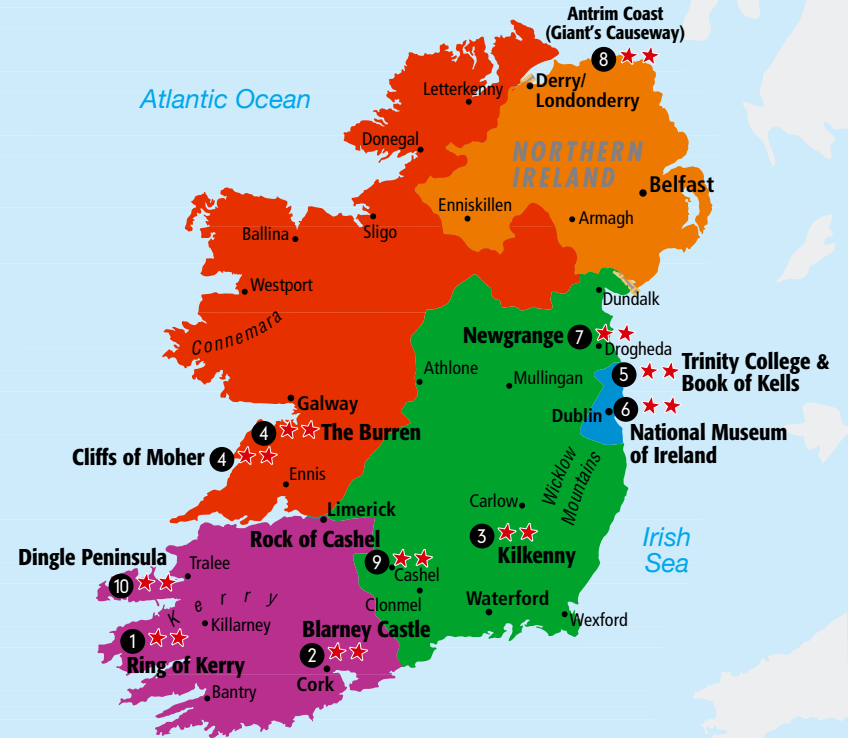 Antrim Coast
(Giant's Causeway)
8
Atlantic Ocean
Letterkenny
Derry/
Londonderry
Donegal
NORTHERN
IRELAND
Belfast
Enniskillen
Armagh
Ballina
Sligo
Westport
Dundalk
Connemara
Newgrange 7
Drogheda
Athlone
Mullingan
5 Trinity College &
Book of Kells
Galway
Dublin 6
National Museum
of Ireland
4 The Burren
Cliffs of Moher 4
Ennis
Wicklow
Mountains
Carlow
Limerick
3
Kilkenny
Irish
Sea
Rock of Cashel
9
Cashel
Dingle Peninsula
10
Tralee
Clonmel
Kerry
Waterford
Wexford
Killarney
1
Ring of Kerry
Blarney Castle
2
Cork
Bantry